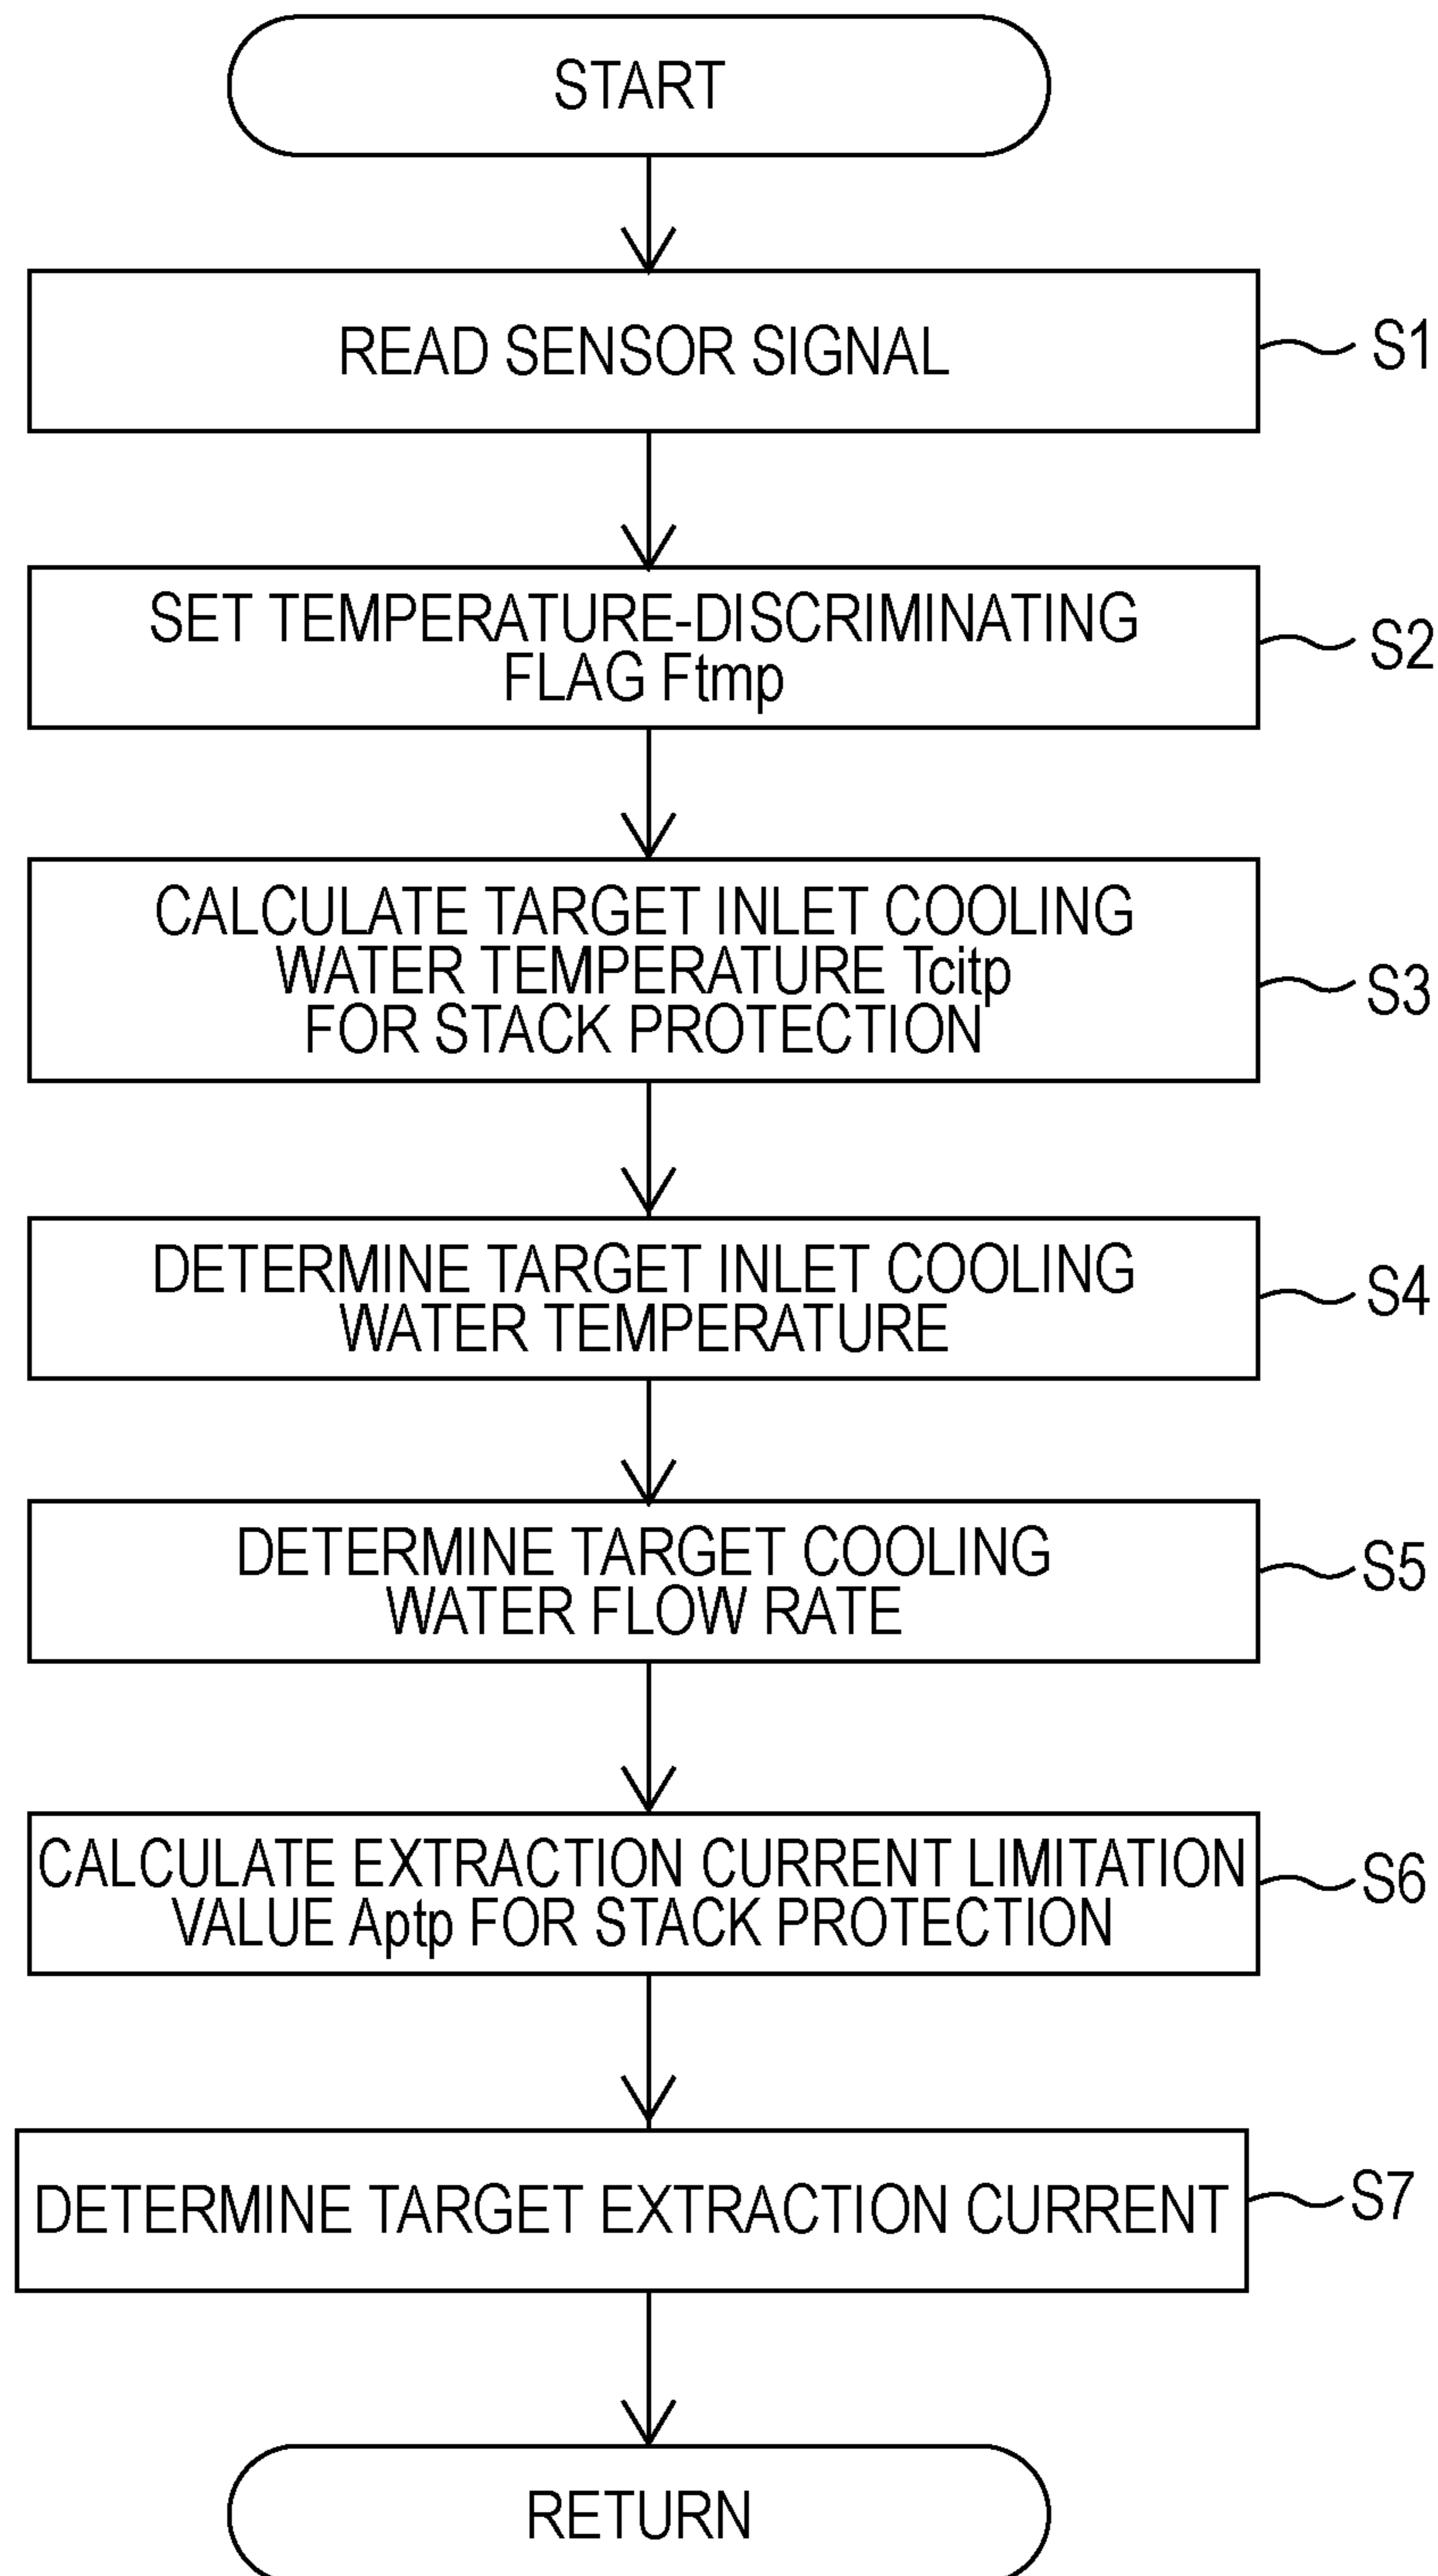 START
READ SENSOR SIGNAL
S1
SET TEMPERATURE-DISCRIMINATING
FLAG Ftmp
S2
CALCULATE TARGET INLET COOLING
WATER TEMPERATURE Tcitp
FOR STACK PROTECTION
S3
DETERMINE TARGET INLET COOLING
WATER TEMPERATURE
S4
DETERMINE TARGET COOLING
WATER FLOW RATE
S5
CALCULATE EXTRACTION CURRENT LIMITATION
VALUE Aptp FOR STACK PROTECTION
S6
DETERMINE TARGET EXTRACTION CURRENT
S7
RETURN